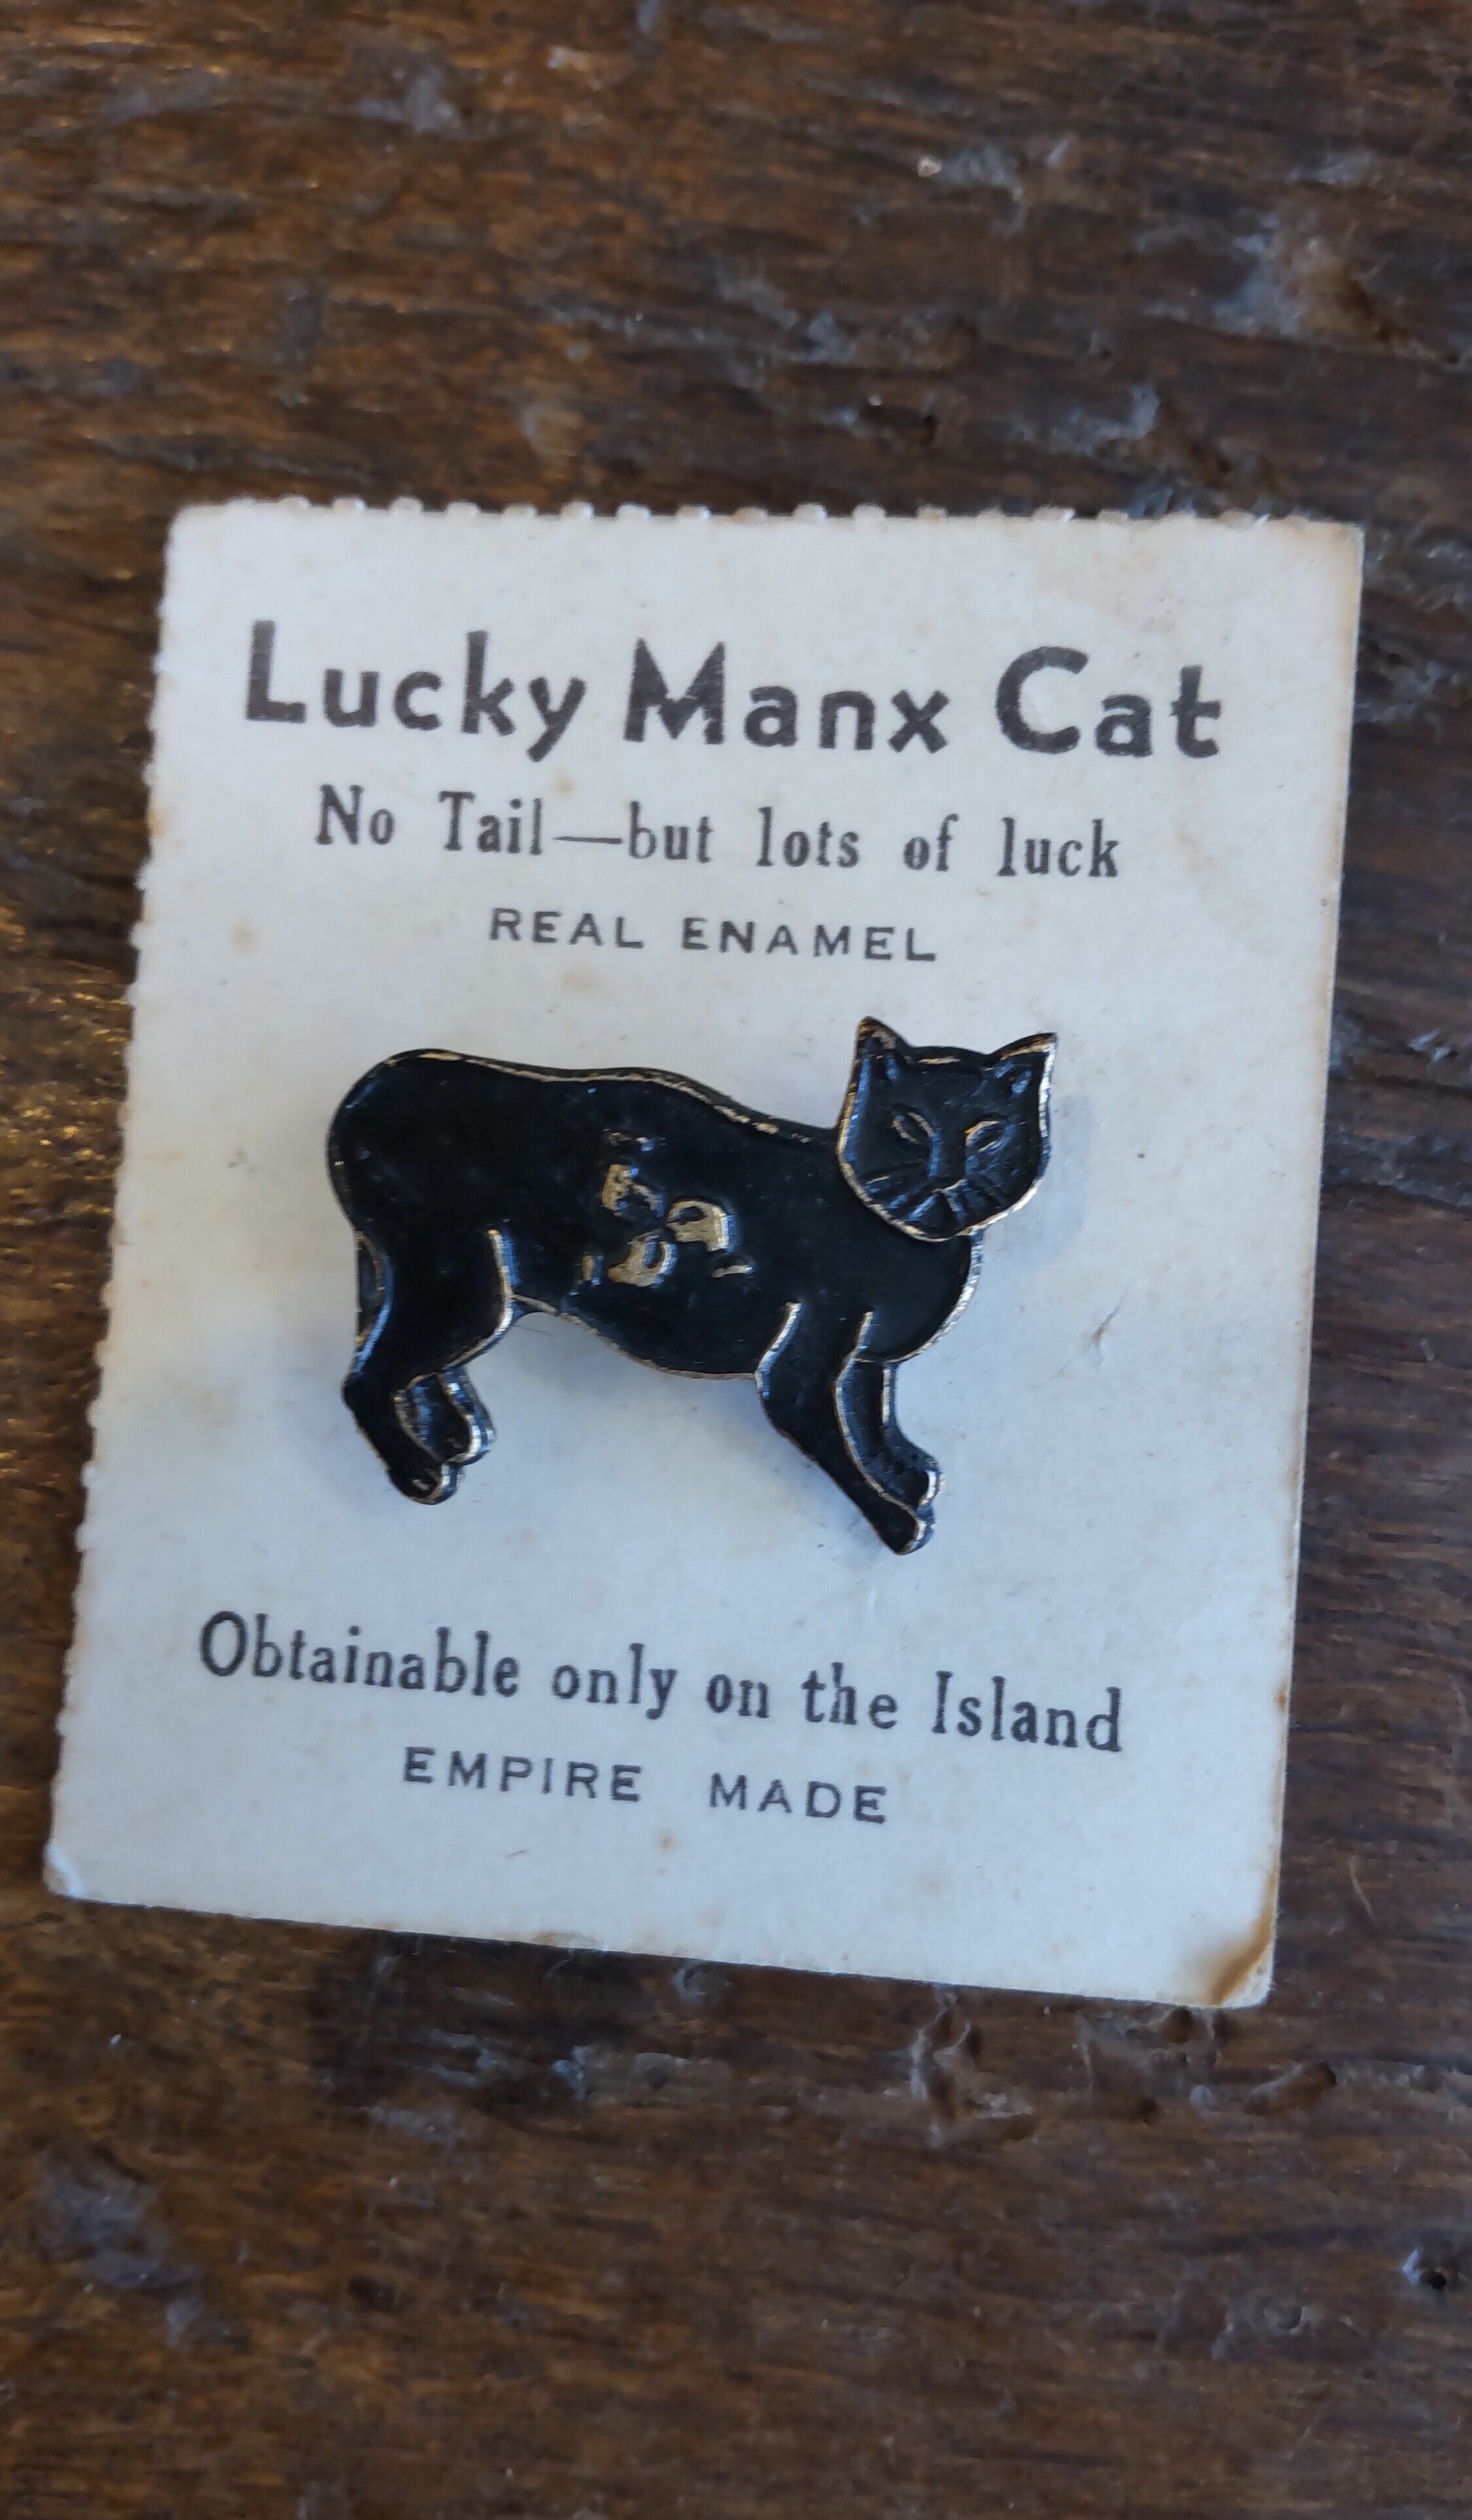 Lucky Manx Cat
No Tail—but lots of luck
REAL ENAMEL
Obtainable only on the Island
EMPIRE MADE